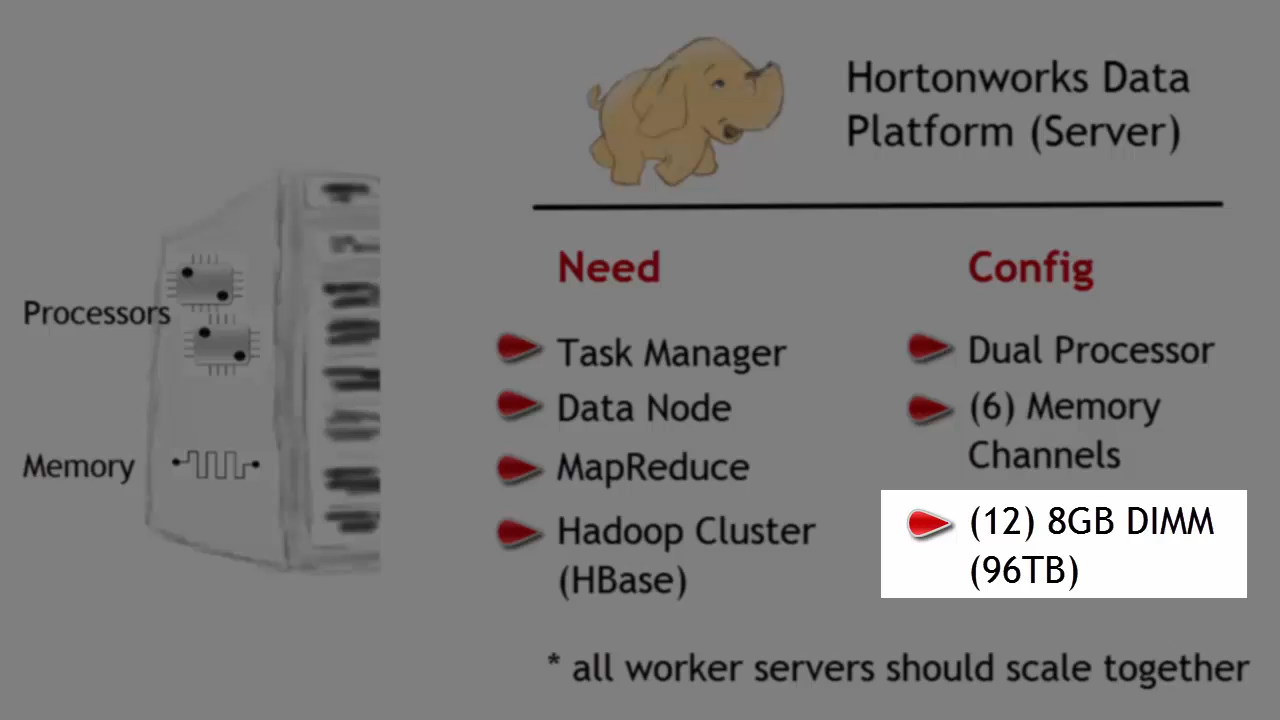 Hortonworks Data
Platform (Server)
Processors
Memory
Need
Task Manager
Data Node
MapReduce
Hadoop Cluster
(HBase)
Config
Dual Processor
(6) Memory
Channels
(12) 8GB DIMM
(96TB)
* all worker servers should scale together